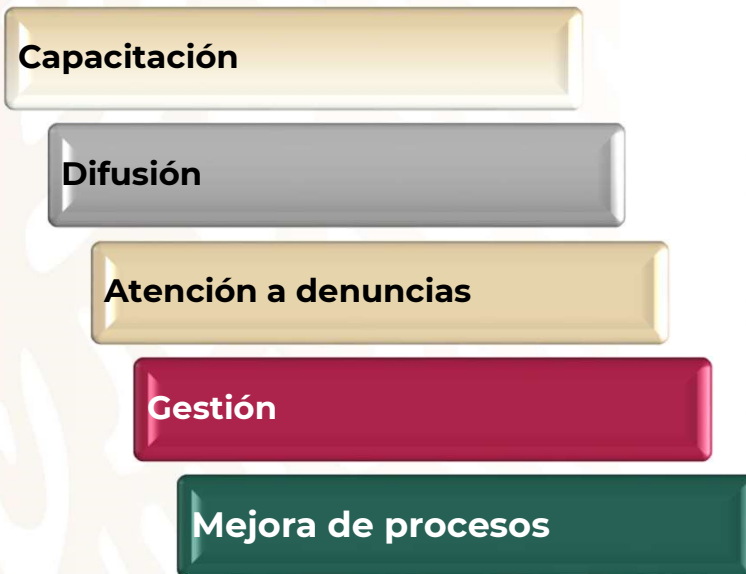 Capacitación
Difusión
Atención a denuncias
Gestión
Mejora de procesos